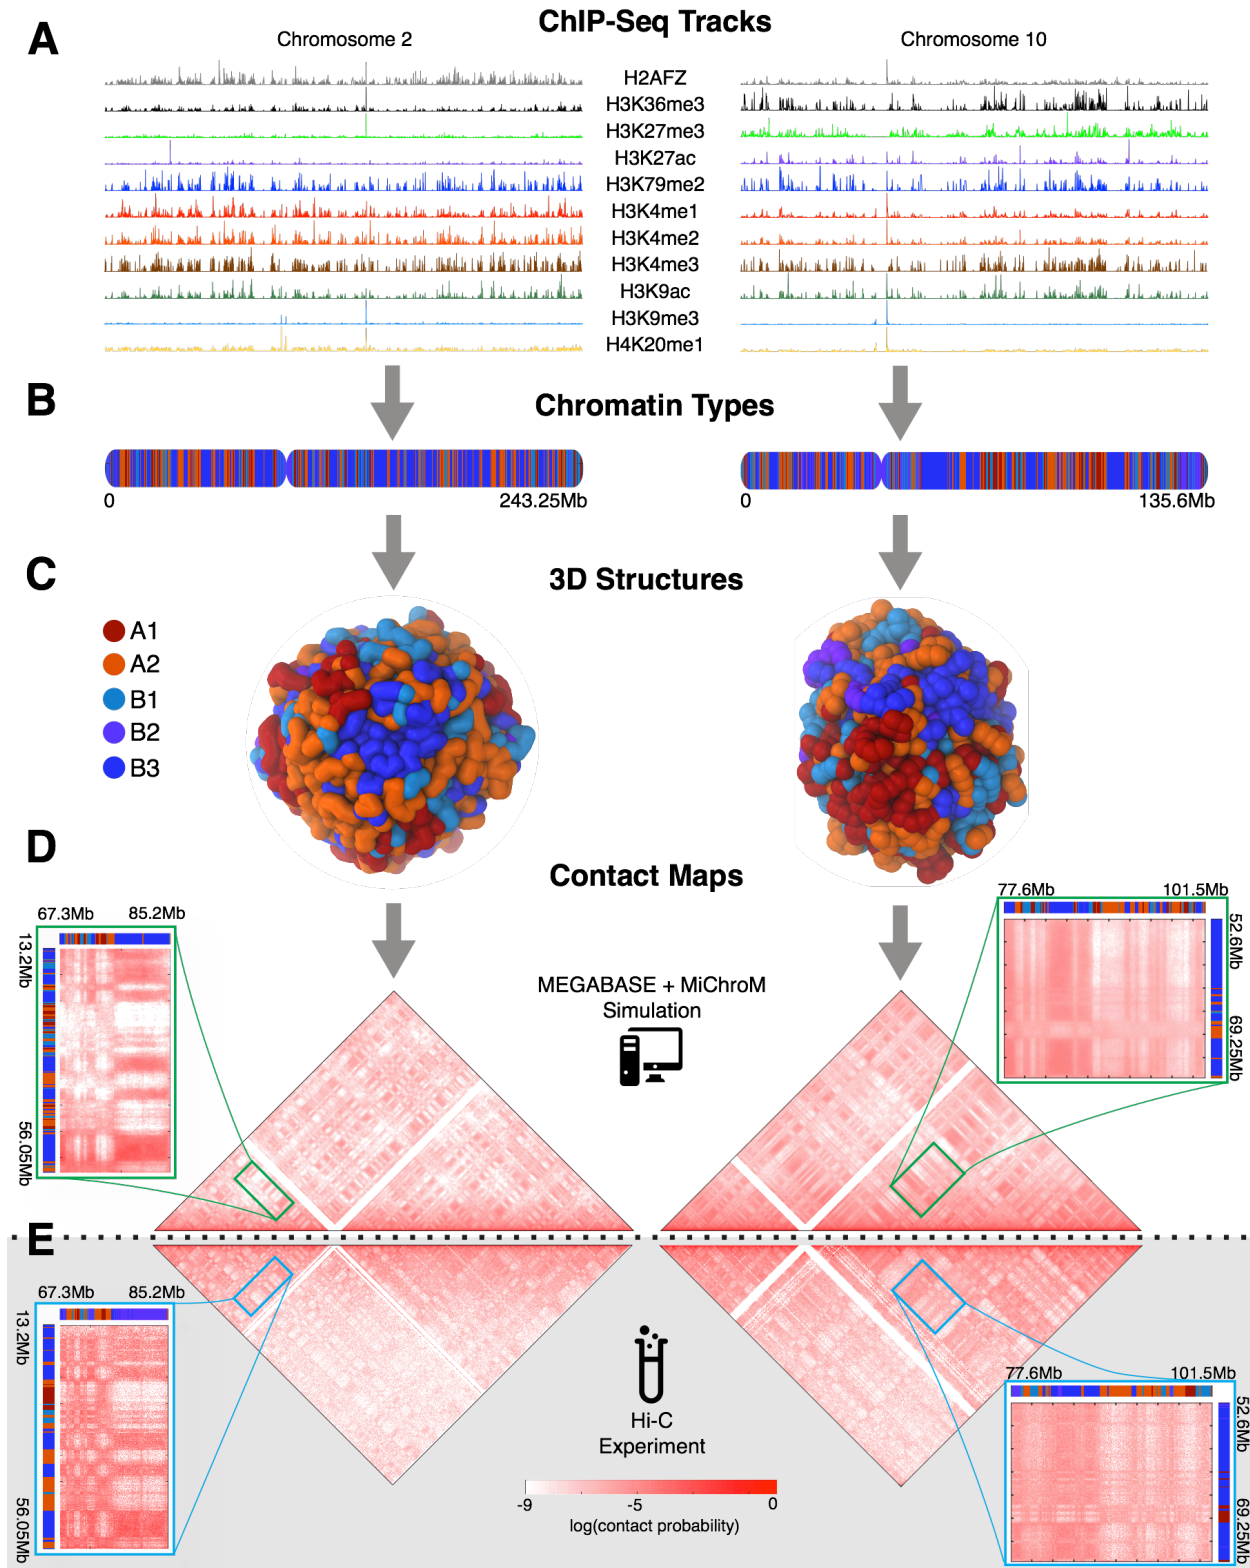 A
ChIP-Seq Tracks
Chromosome 2
Chromosome 10
H2AFZ
H3K36me3
H3K27me3
H3K27ac
H3K79me2
H3K4me1
H3K4me2
H3K4me3
H3K9ac
H3K9me3
H4K20me1
B
Chromatin Types
0
243.25Mb
0
135.6Mb
C
3D Structures
A1
A2
B1
B2
B3
D
Contact Maps
67.3Mb
85.2Mb
13.2Mb
56.05Mb
77.6Mb
101.5Mb
52.6Mb
69.25Mb
MEGABASE + MiChroM
Simulation
E
67.3Mb
85.2Mb
13.2Mb
56.05Mb
77.6Mb
101.5Mb
52.6Mb
69.25Mb
Hi-C
Experiment
-9
-5
0
log(contact probability)